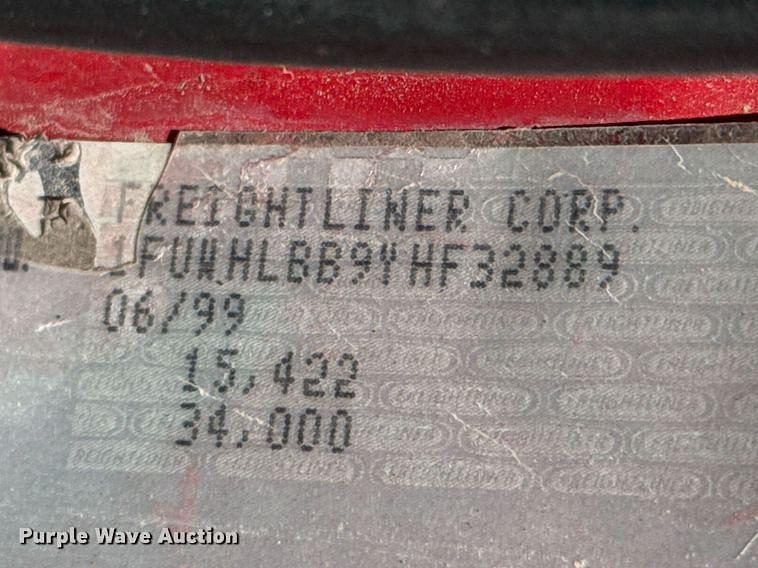 FREIGHTLINER CORP.
1FUWHLBB9YHF32889
06/99
15,422
34,000
Purple Wave Auction